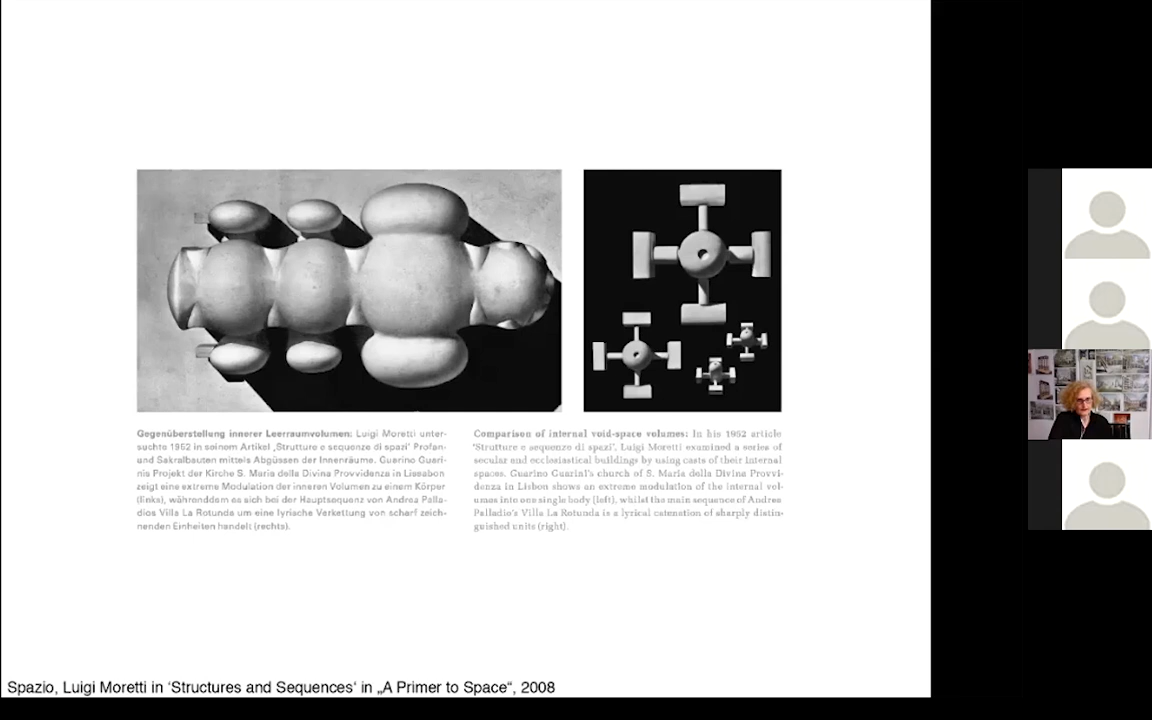 Gegenüberstellung innerer Leerraumvolumen: Luigi Moretti unter-
suchte 1952 in seinem Artikel ‚Strutture e sequenze di spazi' Profan-
und Sakralbauten mittels Abgüssen der Innenräume. Guarino Guari-
nis Projekt der Kirche S. Maria della Divina Provvidenza in Lissabon
zeigt eine extreme Modulation der inneren Volumen zu einem Körper
(links), währenddem es sich bei der Hauptsequenz von Andrea Palla-
dios Villa La Rotunda um eine lyrische Verkettung von scharf zeich-
nenden Einheiten handelt (rechts).
Comparison of internal void-space volumes: In his 1952 article
'Strutture e sequenze di spazi', Luigi Moretti examined a series of
secular and ecclesiastical buildings by using casts of their internal
spaces. Guarino Guarini's church of S. Maria della Divina Provvi-
denza in Lisbon shows an extreme modulation of the internal vol-
umes into one single body (left), whilst the main sequence of Andrea
Palladio's Villa La Rotunda is a lyrical catenation of sharply distin-
guished units (right).
Spazio, Luigi Moretti in 'Structures and Sequences' in „A Primer to Space“, 2008